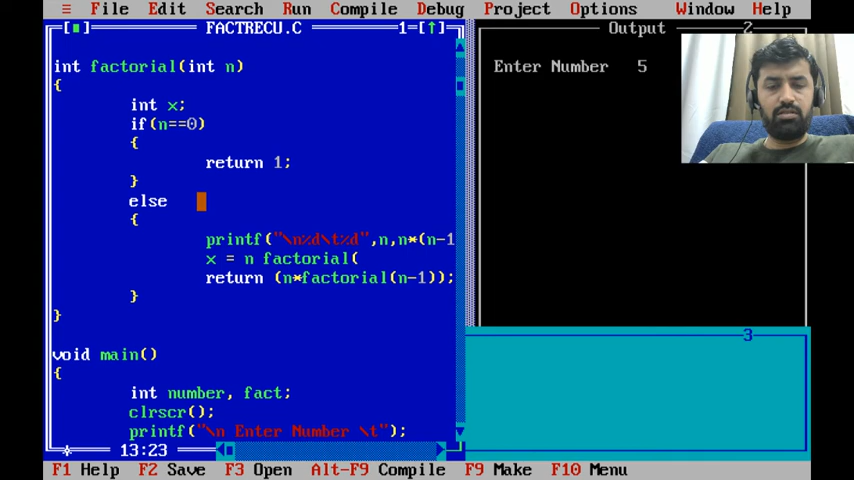 ≡ File Edit Search Run Compile Debug Project Options Window Help
[■] FACTRECU.C 1=[↑]
Output 2
int factorial(int n)
{
int x;
if(n==0)
{
return 1;
}
else
{
printf("\n%d\t%d",n,n*(n-1
x = n factorial(
return (n*factorial(n-1));
}
}
void main()
{
int number, fact;
clrscr();
printf("\n Enter Number \t");
13:23
Enter Number 5
3
F1 Help F2 Save F3 Open Alt-F9 Compile F9 Make F10 Menu